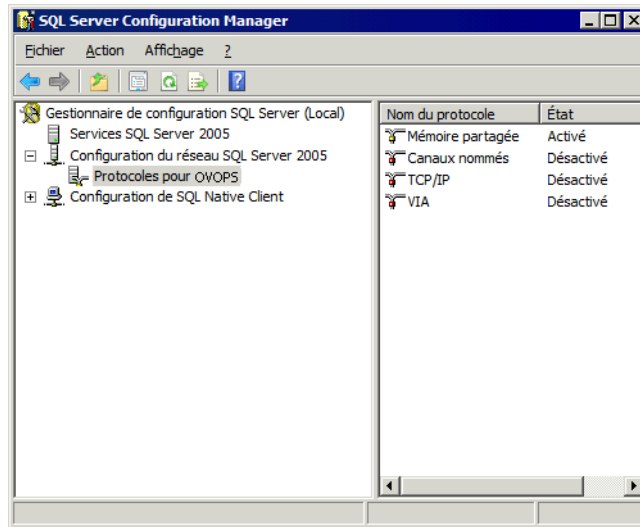 SQL Server Configuration Manager
Fichier Action Affichage ?
Gestionnaire de configuration SQL Server (Local)
Services SQL Server 2005
Configuration du réseau SQL Server 2005
Protocoles pour OVOPS
Configuration de SQL Native Client
Nom du protocole État
Mémoire partagée Activé
Canaux nommés Désactivé
TCP/IP Désactivé
VIA Désactivé